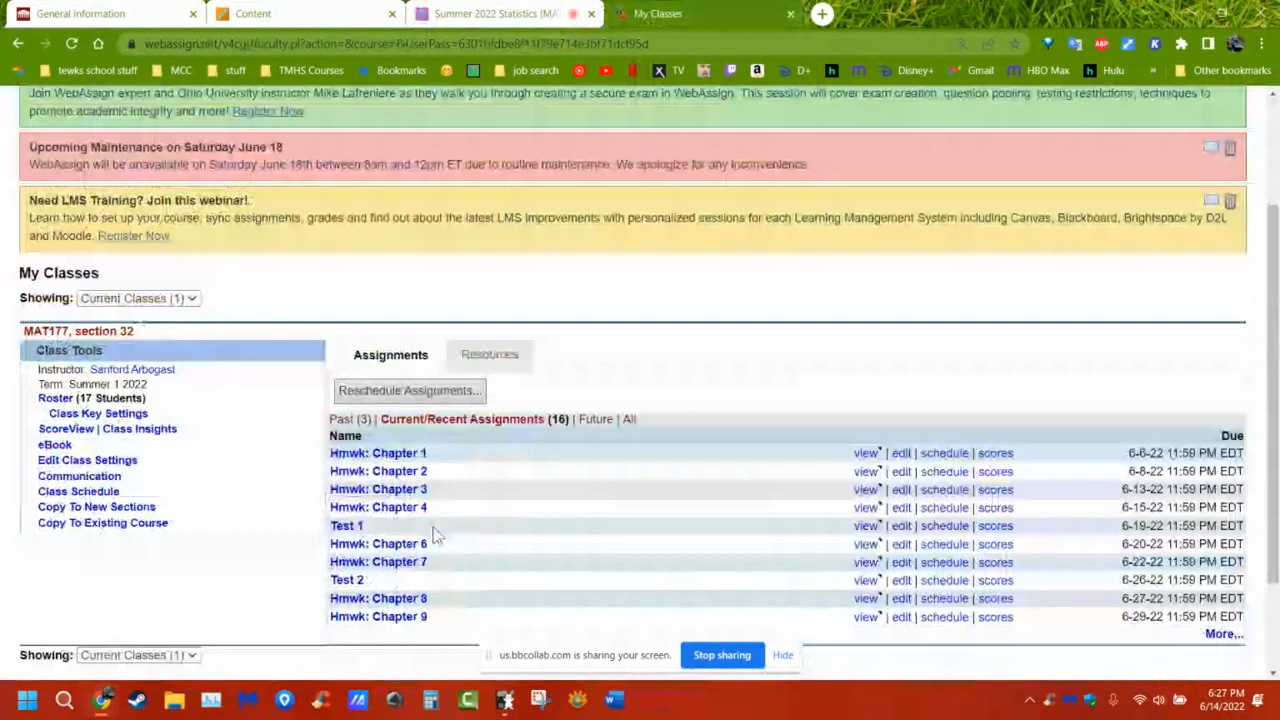 General Information
Content
Summer 2022 Statistics (MA
My Classes
tewks school stuff
MCC
stuff
TMHS Courses
Bookmarks
job search
TV
D+
Disney+
Gmail
HBO Max
Hulu
»
Other bookmarks
Join WebAssign expert and Ohio University instructor Mike Lafreniere as they walk you through creating a secure exam in WebAssign. This session will cover exam creation, question pooling, testing restrictions, techniques to
promote academic integrity and more! Register Now
Upcoming Maintenance on Saturday June 18
WebAssign will be unavailable on Saturday June 18th between 8am and 12pm ET due to routine maintenance. We apologize for any inconvenience.
Need LMS Training? Join this webinar!
Learn how to set up your course, sync assignments, grades and find out about the latest LMS improvements with personalized sessions for each Learning Management System including Canvas, Blackboard, Brightspace by D2L
and Moodle. Register Now
My Classes
Showing: Current Classes (1)
MAT177, section 32
Class Tools
Instructor: Sanford Arbogast
Term: Summer 1 2022
Roster (17 Students)
Class Key Settings
ScoreView | Class Insights
eBook
Edit Class Settings
Communication
Class Schedule
Copy To New Sections
Copy To Existing Course
Assignments
Resources
Reschedule Assignments...
Past (3) | Current/Recent Assignments (16) | Future | All
Name Due
Hmwk: Chapter 1 view | edit | schedule | scores 6-6-22 11:59 PM EDT
Hmwk: Chapter 2 view | edit | schedule | scores 6-8-22 11:59 PM EDT
Hmwk: Chapter 3 view | edit | schedule | scores 6-13-22 11:59 PM EDT
Hmwk: Chapter 4 view | edit | schedule | scores 6-15-22 11:59 PM EDT
Test 1 view | edit | schedule | scores 6-19-22 11:59 PM EDT
Hmwk: Chapter 6 view | edit | schedule | scores 6-20-22 11:59 PM EDT
Hmwk: Chapter 7 view | edit | schedule | scores 6-22-22 11:59 PM EDT
Test 2 view | edit | schedule | scores 6-26-22 11:59 PM EDT
Hmwk: Chapter 8 view | edit | schedule | scores 6-27-22 11:59 PM EDT
Hmwk: Chapter 9 view | edit | schedule | scores 6-29-22 11:59 PM EDT
More...
Showing: Current Classes (1)
us.bbcollab.com is sharing your screen.
Stop sharing
Hide
6:27 PM
6/14/2022